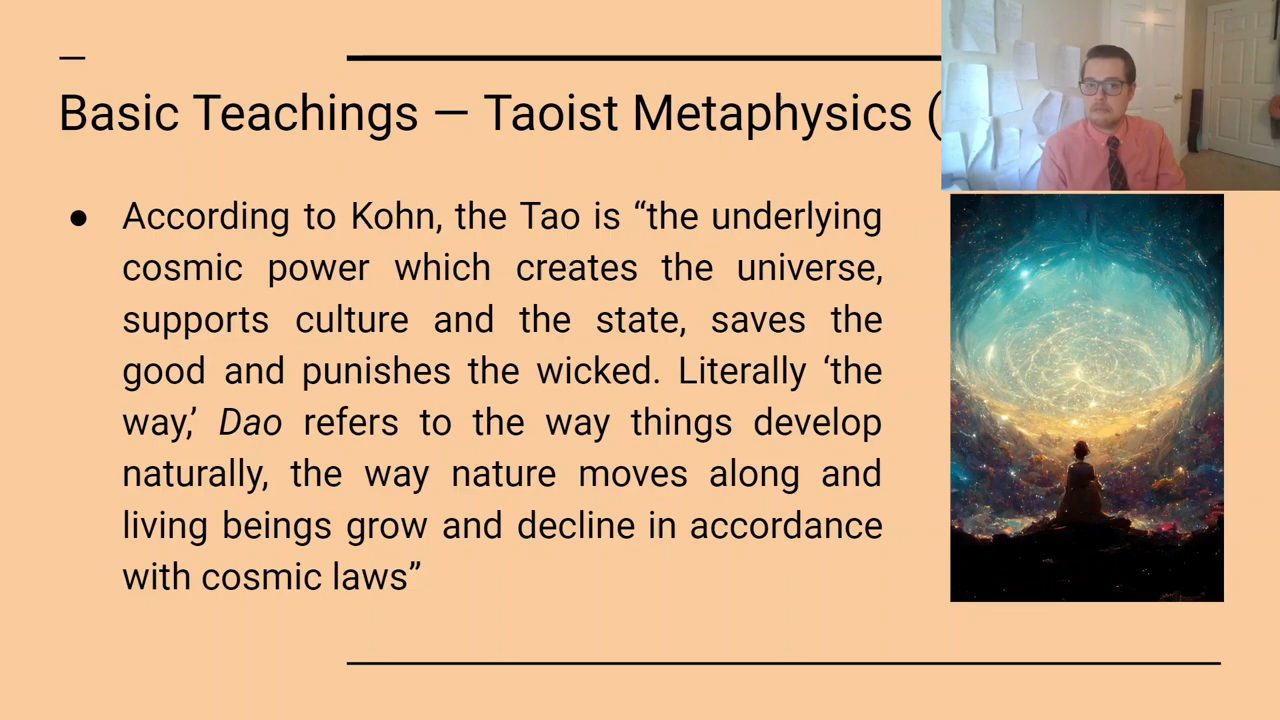 Basic Teachings — Taoist Metaphysics (
● According to Kohn, the Tao is “the underlying
cosmic power which creates the universe,
supports culture and the state, saves the
good and punishes the wicked. Literally ‘the
way,’ Dao refers to the way things develop
naturally, the way nature moves along and
living beings grow and decline in accordance
with cosmic laws”